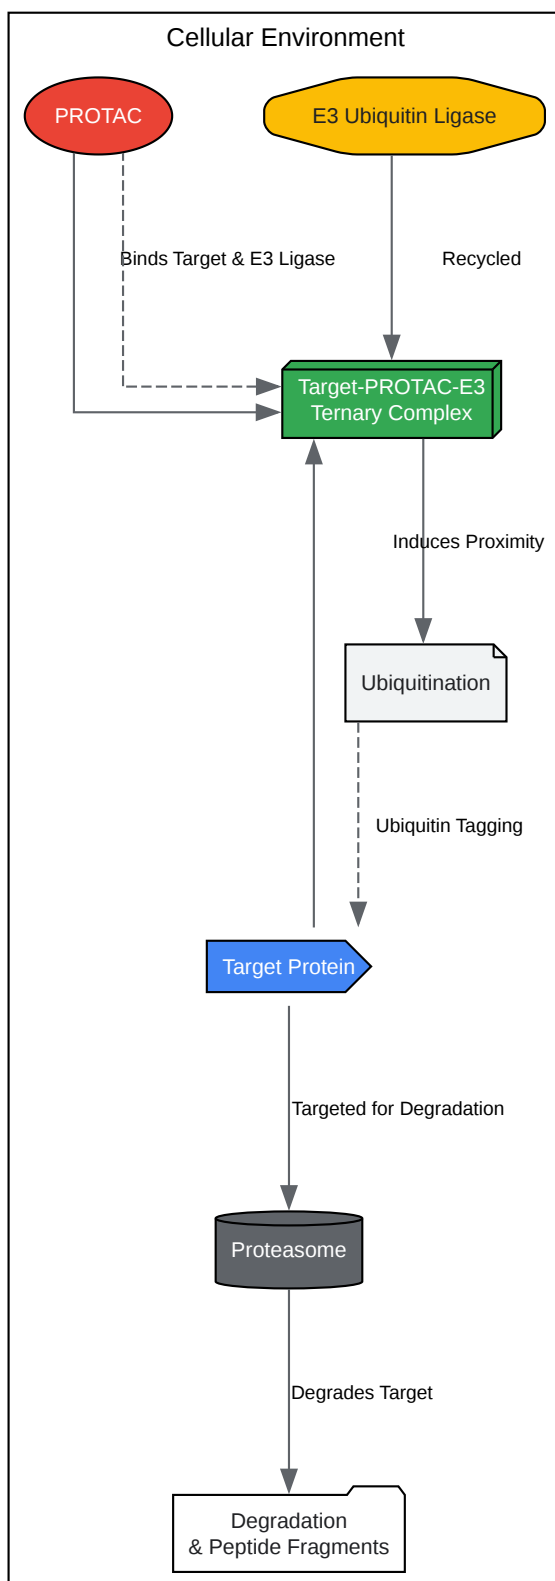 Cellular Environment
PROTAC
E3 Ubiquitin Ligase
Binds Target & E3 Ligase
Recycled
Target-PROTAC-E3
Ternary Complex
Induces Proximity
Ubiquitination
Ubiquitin Tagging
Target Protein
Targeted for Degradation
Proteasome
Degrades Target
Degradation
& Peptide Fragments